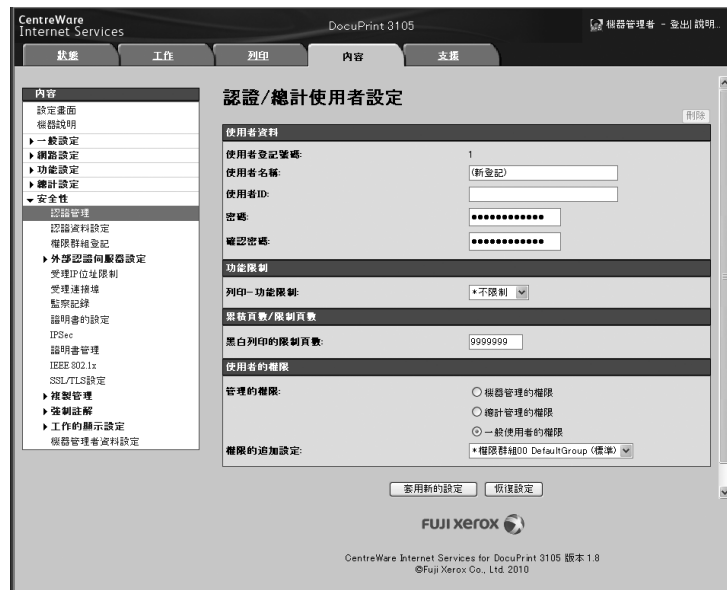 CentreWare
Internet Services
DocuPrint 3105
機器管理者 - 登出 | 說明...
狀態
工作
列印
內容
支援
內容
設定畫面
機器說明
一般設定
網路設定
功能設定
總計設定
安全性
認證管理
認證資料設定
權限群組登記
外部認證伺服器設定
受理IP位址限制
受理連接埠
監察記錄
證明書的設定
IPSec
證明書管理
IEEE 802.1x
SSL/TLS設定
複製管理
強制註解
工作的顯示設定
機器管理者資料設定
認證/總計使用者設定
刪除
使用者資料
使用者登記號碼: 1
使用者名稱: (新登記)
使用者ID:
密碼: ●●●●●●●●●●●●
確認密碼: ●●●●●●●●●●●●
功能限制
列印-功能限制: *不限制
累積頁數/限制頁數
黑白列印的限制頁數: 9999999
使用者的權限
管理的權限: 機器管理的權限
總計管理的權限
一般使用者的權限
權限的追加設定: *權限群組00 DefaultGroup (標準)
套用新的設定 恢復設定
FUJI XEROX
CentreWare Internet Services for DocuPrint 3105 版本 1.8
©Fuji Xerox Co., Ltd. 2010